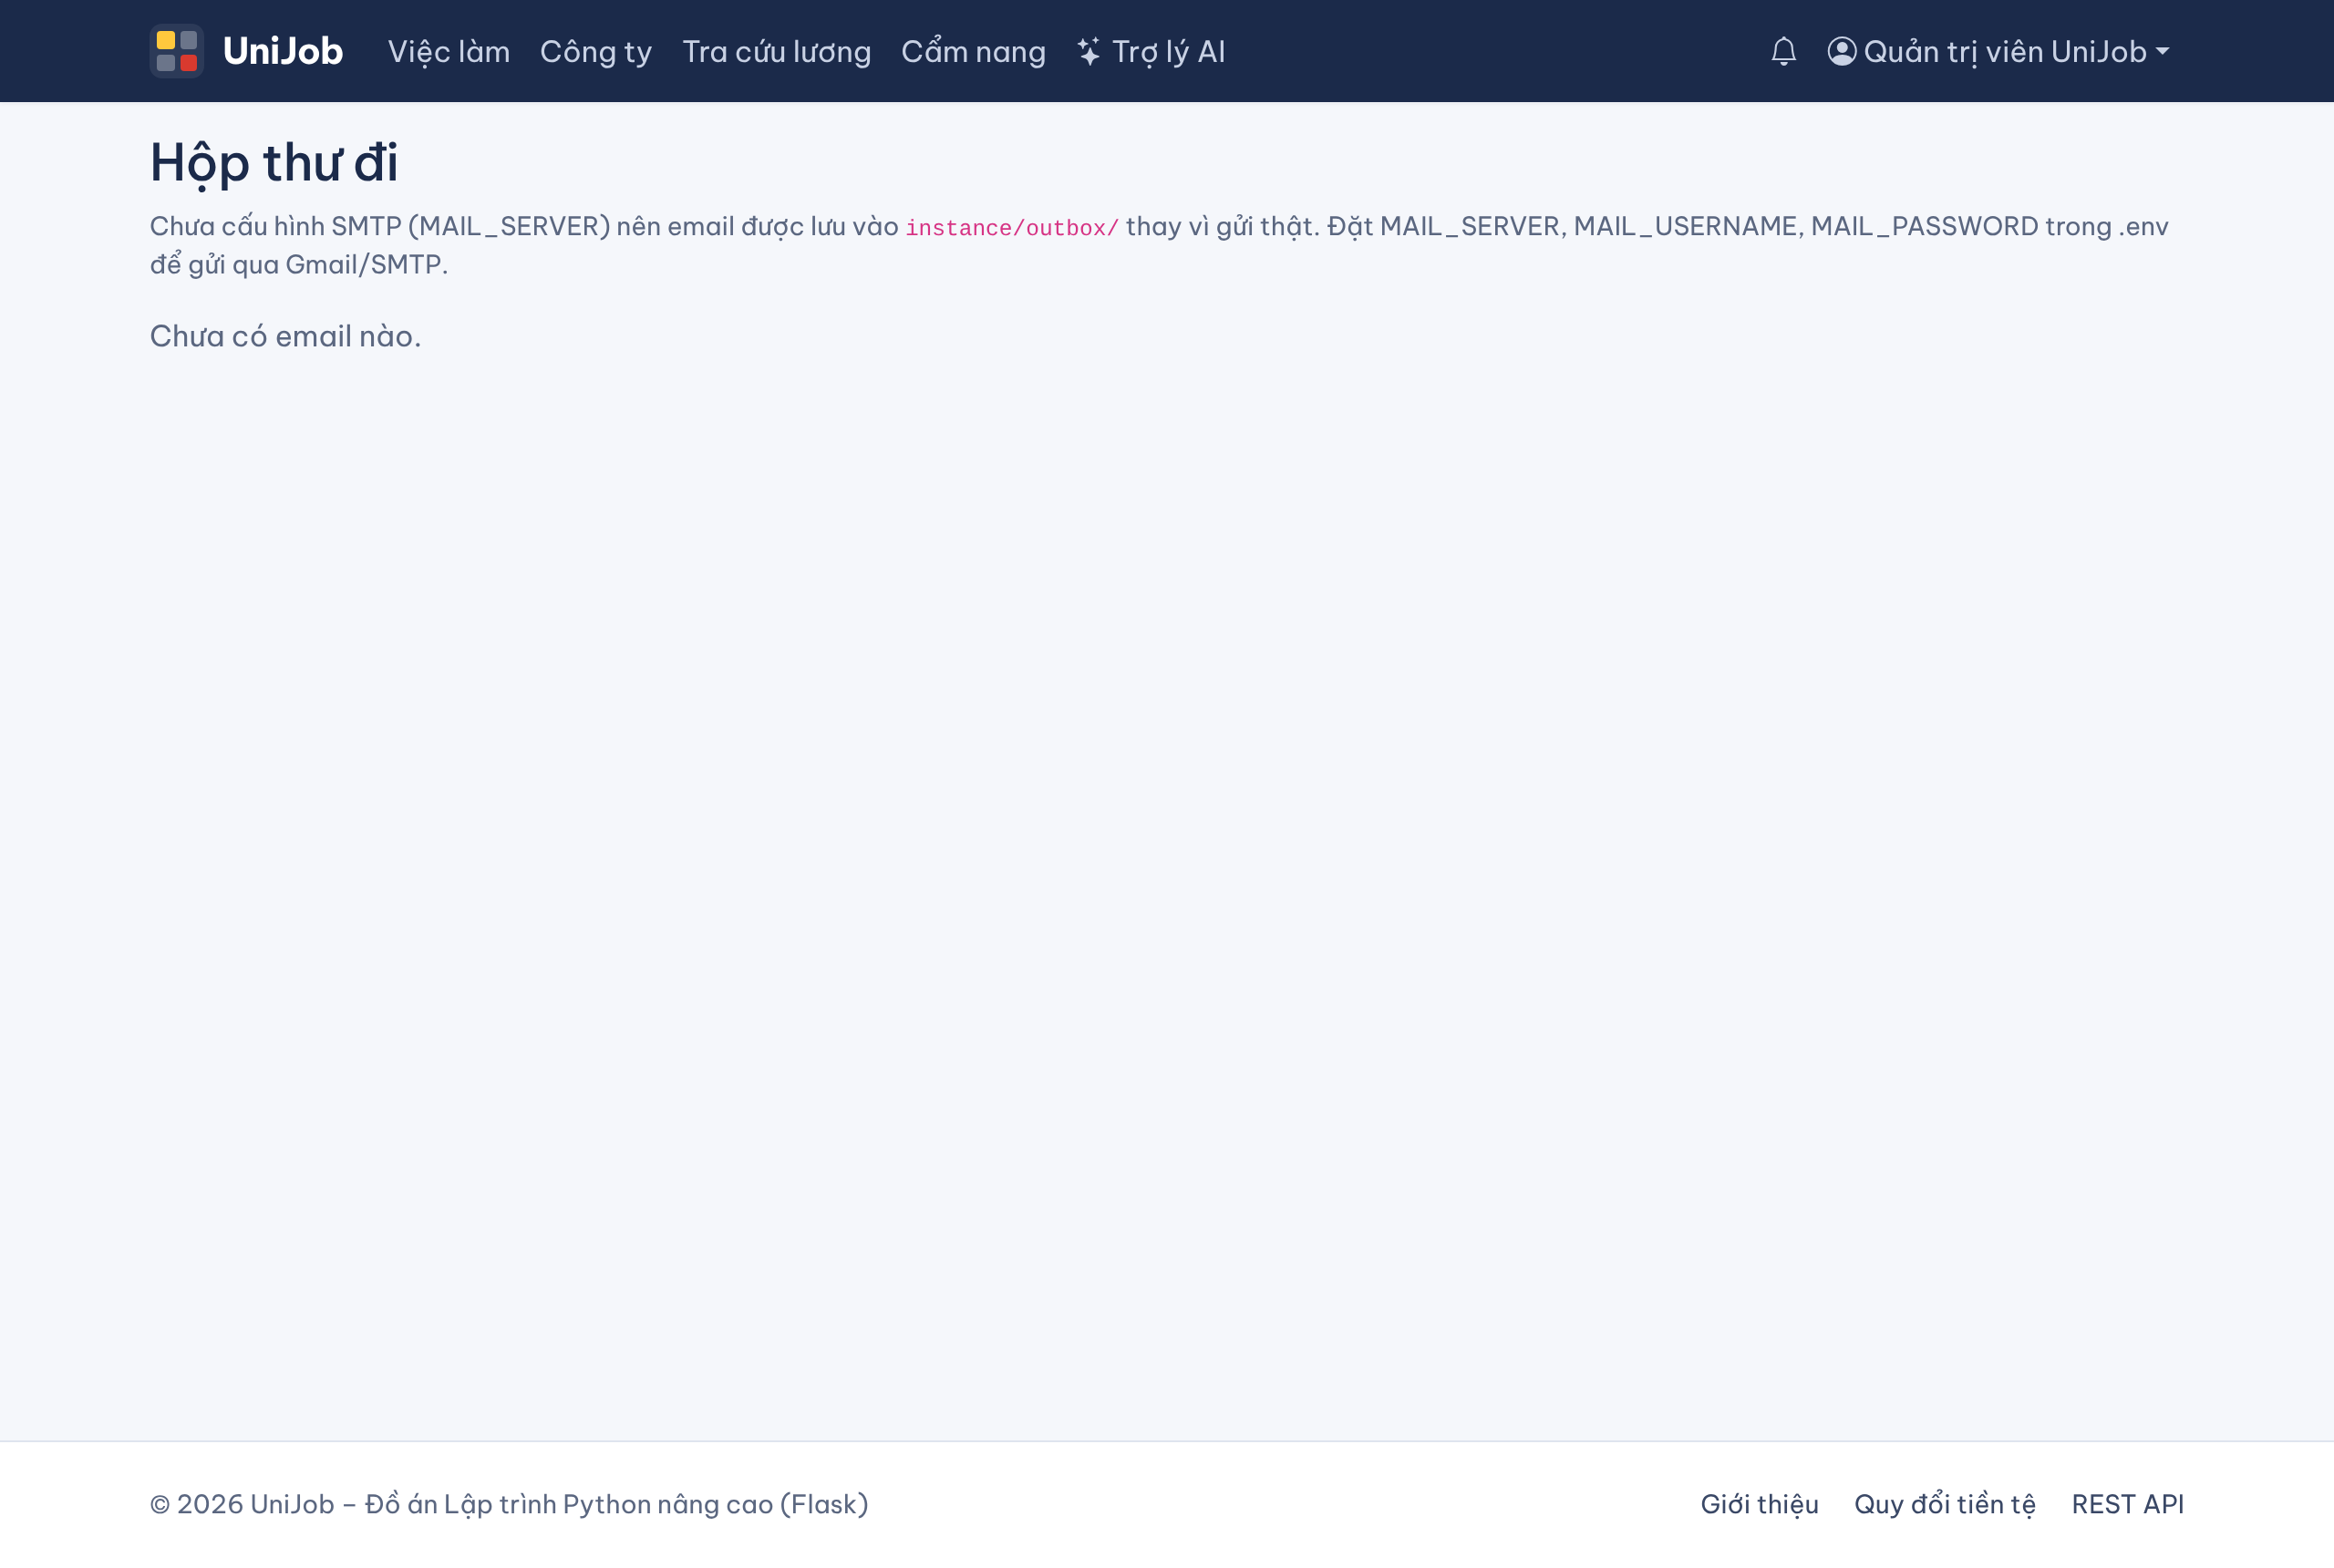 UniJob Việc làm Công ty Tra cứu lương Cẩm nang Trợ lý AI Quản trị viên UniJob
Hộp thư đi
Chưa cấu hình SMTP (MAIL_SERVER) nên email được lưu vào instance/outbox/ thay vì gửi thật. Đặt MAIL_SERVER, MAIL_USERNAME, MAIL_PASSWORD trong .env
để gửi qua Gmail/SMTP.
Chưa có email nào.
© 2026 UniJob – Đồ án Lập trình Python nâng cao (Flask) Giới thiệu Quy đổi tiền tệ REST API